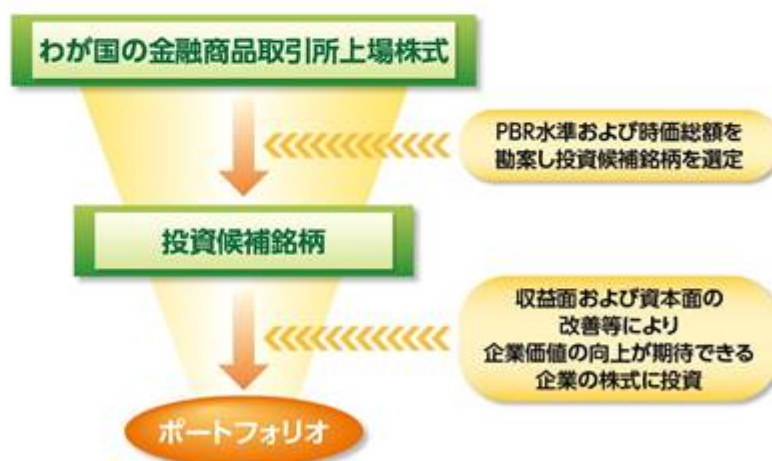 わが国の金融商品取引所上場株式
PBR水準および時価総額を
勘案し投資候補銘柄を選定
投資候補銘柄
収益面および資本面の
改善等により
企業価値の向上が期待できる
企業の株式に投資
ポートフォリオ